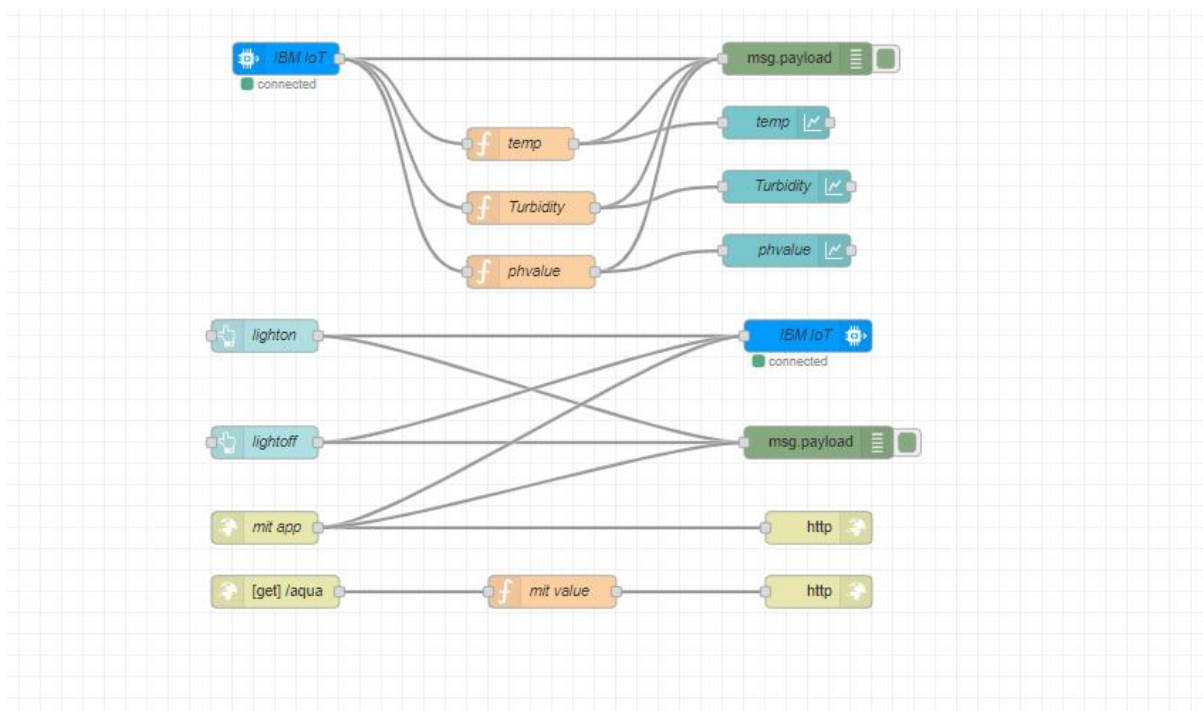 IBM IoT
connected
msg.payload
temp
temp
Turbidity
Turbidity
phvalue
phvalue
lighton
IBM IoT
connected
lightoff
msg.payload
mit app
http
[get] /aqua
mit value
http